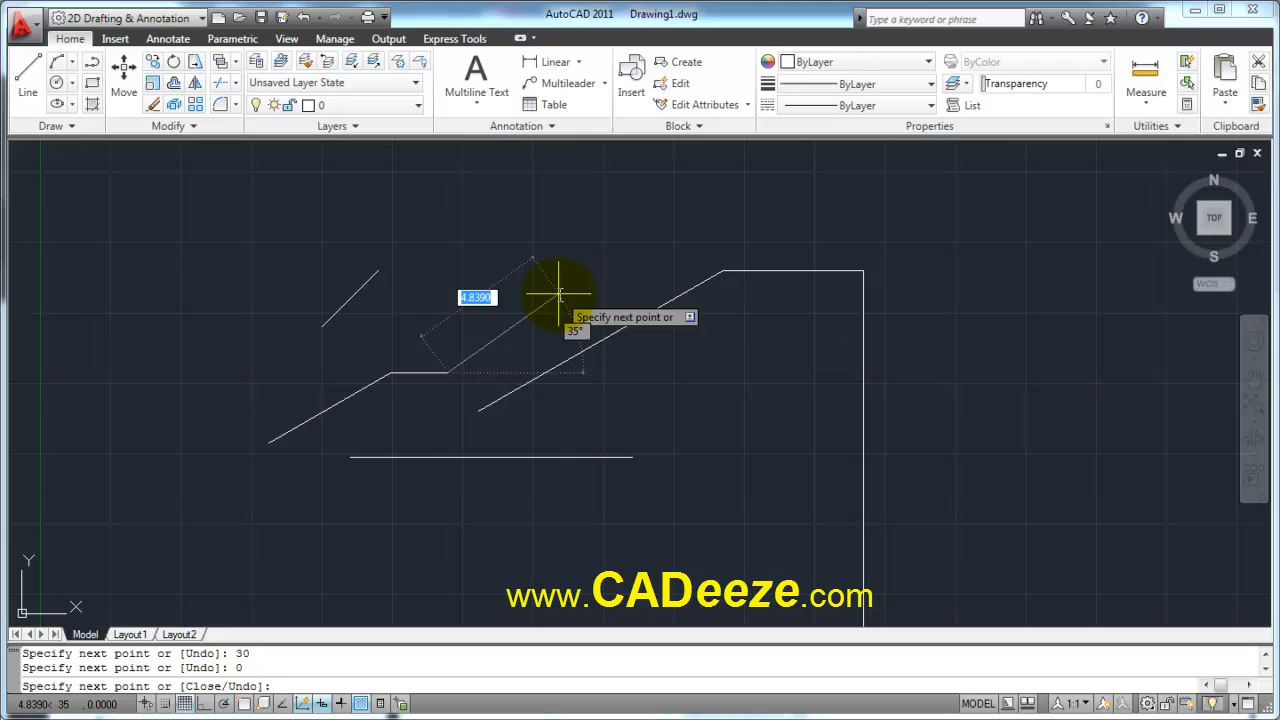 2D Drafting & Annotation
AutoCAD 2011 Drawing1.dwg
Type a keyword or phrase
Home Insert Annotate Parametric View Manage Output Express Tools
Line
Move
Unsaved Layer State
0
Multiline Text
Linear
Multileader
Table
Insert
Create
Edit
Edit Attributes
ByLayer
ByLayer
ByLayer
ByColor
Transparency 0
List
Measure
Paste
Draw Modify Layers Annotation Block Properties Utilities Clipboard
N
W TOP E
S
WCS
4.8390
Specify next point or
35°
Y
X
www.CADeeze.com
Model Layout1 Layout2
Specify next point or [Undo]: 30
Specify next point or [Undo]: 0
Specify next point or [Close/Undo]:
4.8390< 35 , 0.0000
MODEL
1:1